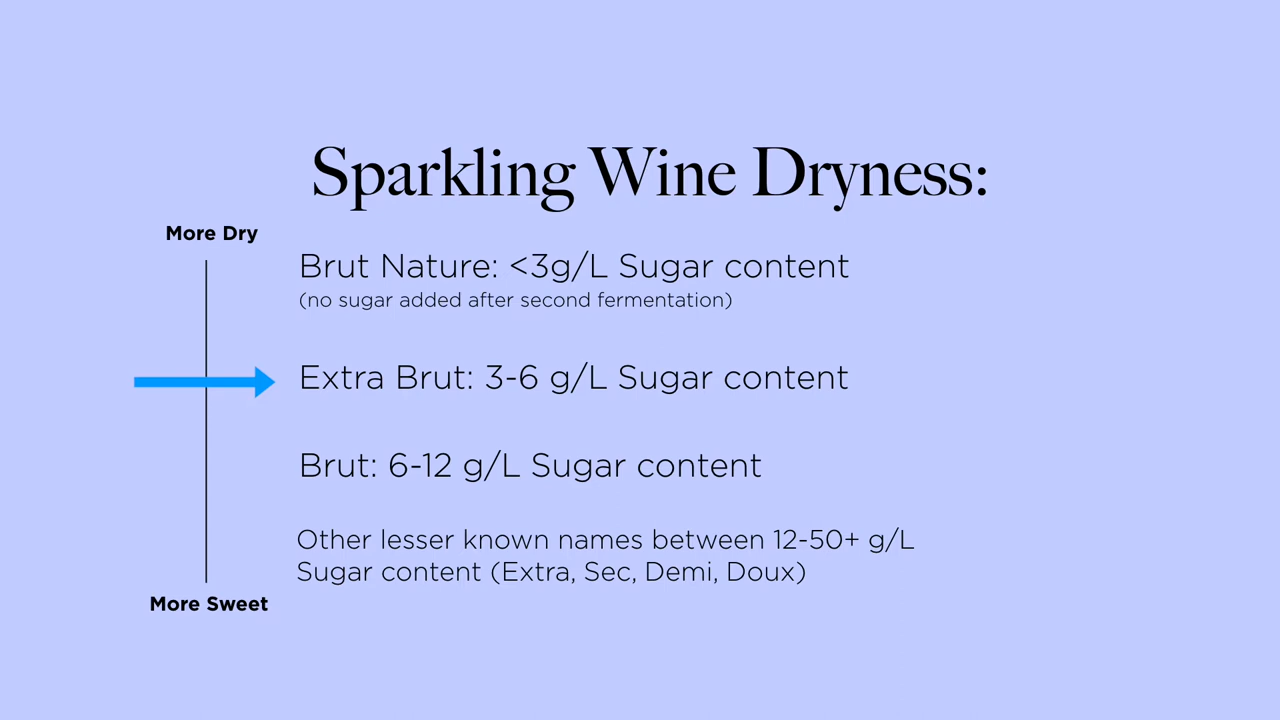 Sparkling Wine Dryness:
More Dry
Brut Nature: <3g/L Sugar content
(no sugar added after second fermentation)
Extra Brut: 3-6 g/L Sugar content
Brut: 6-12 g/L Sugar content
Other lesser known names between 12-50+ g/L
Sugar content (Extra, Sec, Demi, Doux)
More Sweet